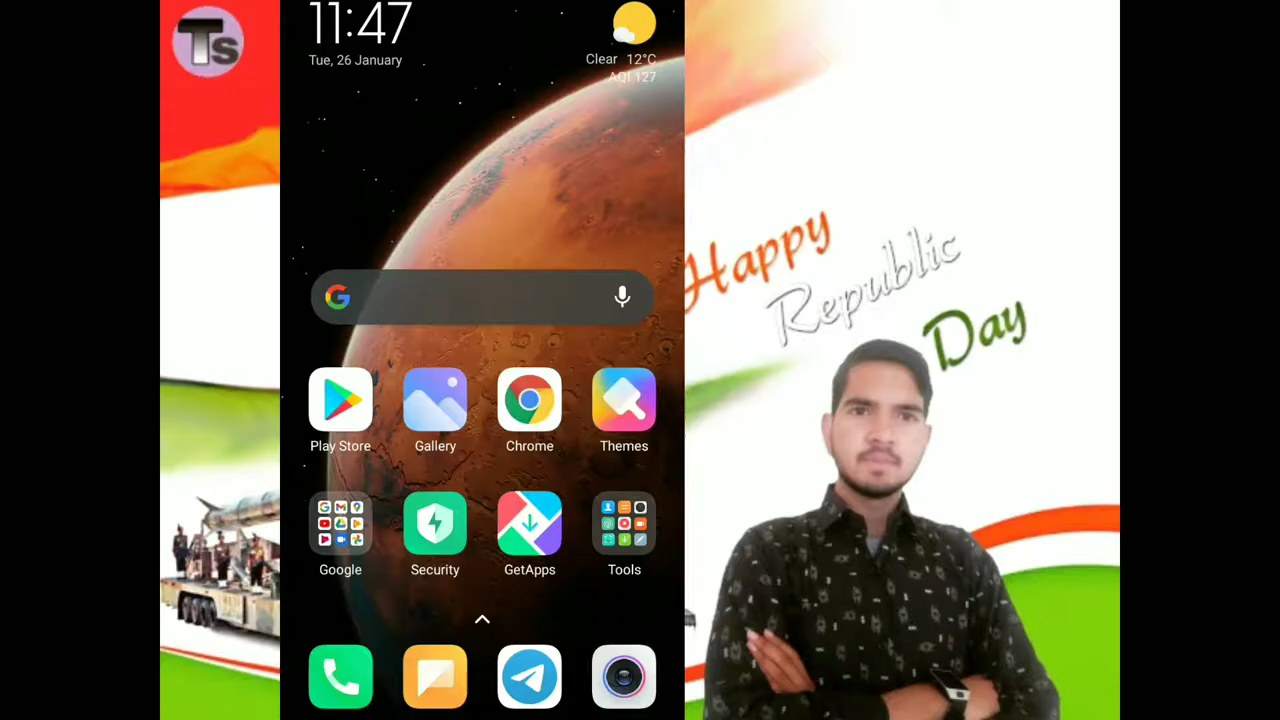 Ts
11:47
Tue, 26 January
Clear 12°C
AQI 127
Play Store
Gallery
Chrome
Themes
Google
Security
GetApps
Tools
Happy
Republic
Day